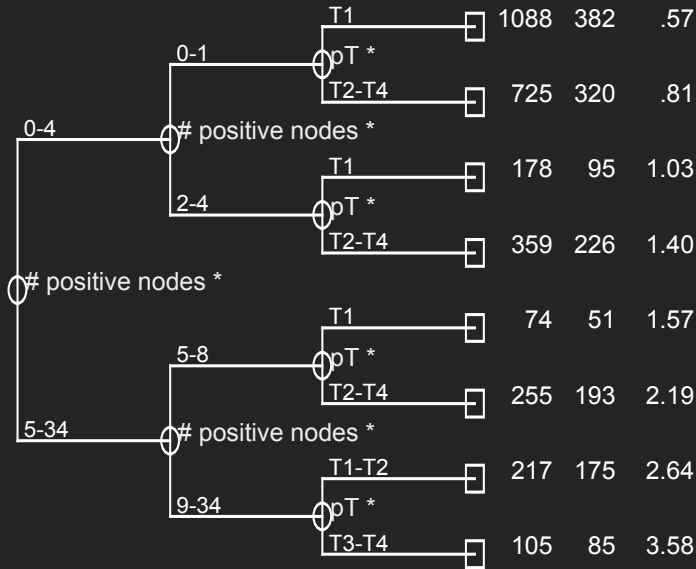 T1 1088 382 .57
0-1 pT *
T2-T4 725 320 .81
0-4 # positive nodes *
T1 178 95 1.03
2-4 pT *
T2-T4 359 226 1.40
# positive nodes *
T1 74 51 1.57
5-8 pT *
T2-T4 255 193 2.19
5-34 # positive nodes *
T1-T2 217 175 2.64
9-34 pT *
T3-T4 105 85 3.58